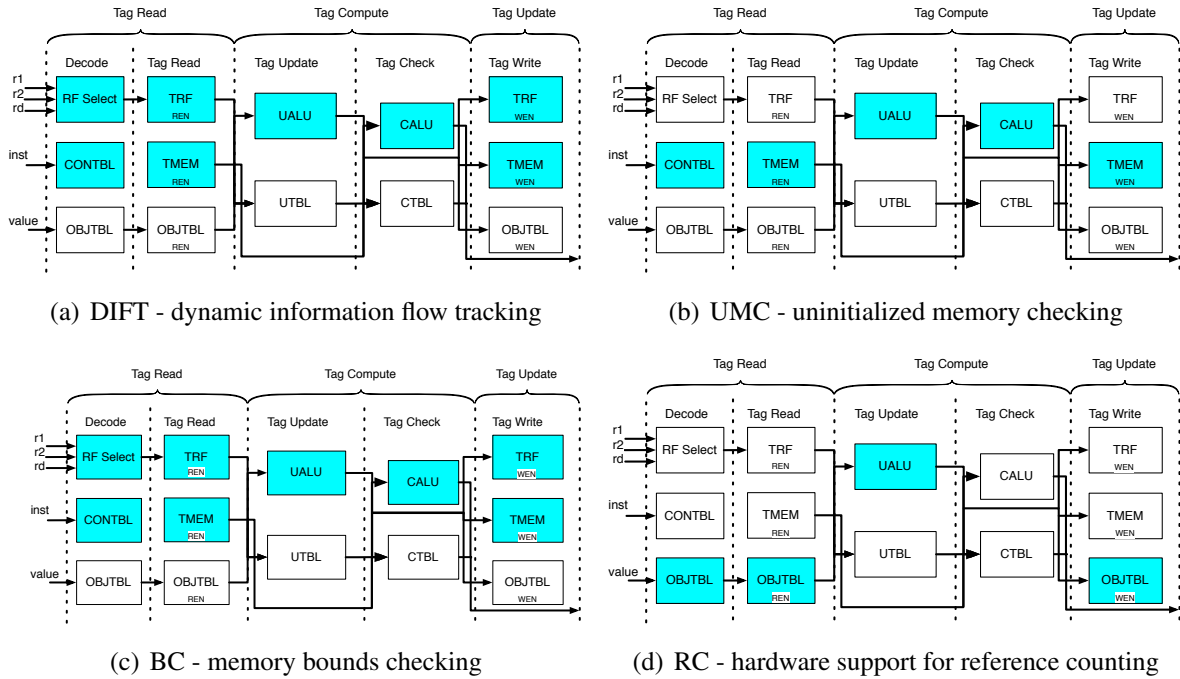 Tag Read Tag Compute Tag Update
Decode Tag Read Tag Update Tag Check Tag Write
r1
r2
rd
RF Select TRF REN UALU CALU TRF WEN
inst
CONTBL TMEM REN TMEM WEN
UTBL CTBL
value
OBJTBL OBJTBL REN OBJTBL WEN
(a) DIFT - dynamic information flow tracking
Tag Read Tag Compute Tag Update
Decode Tag Read Tag Update Tag Check Tag Write
r1
r2
rd
RF Select TRF REN UALU CALU TRF WEN
inst
CONTBL TMEM REN TMEM WEN
UTBL CTBL
value
OBJTBL OBJTBL REN OBJTBL WEN
(b) UMC - uninitialized memory checking
Tag Read Tag Compute Tag Update
Decode Tag Read Tag Update Tag Check Tag Write
r1
r2
rd
RF Select TRF REN UALU CALU TRF WEN
inst
CONTBL TMEM REN TMEM WEN
UTBL CTBL
value
OBJTBL OBJTBL REN OBJTBL WEN
(c) BC - memory bounds checking
Tag Read Tag Compute Tag Update
Decode Tag Read Tag Update Tag Check Tag Write
r1
r2
rd
RF Select TRF REN UALU CALU TRF WEN
inst
CONTBL TMEM REN TMEM WEN
UTBL CTBL
value
OBJTBL OBJTBL REN OBJTBL WEN
(d) RC - hardware support for reference counting